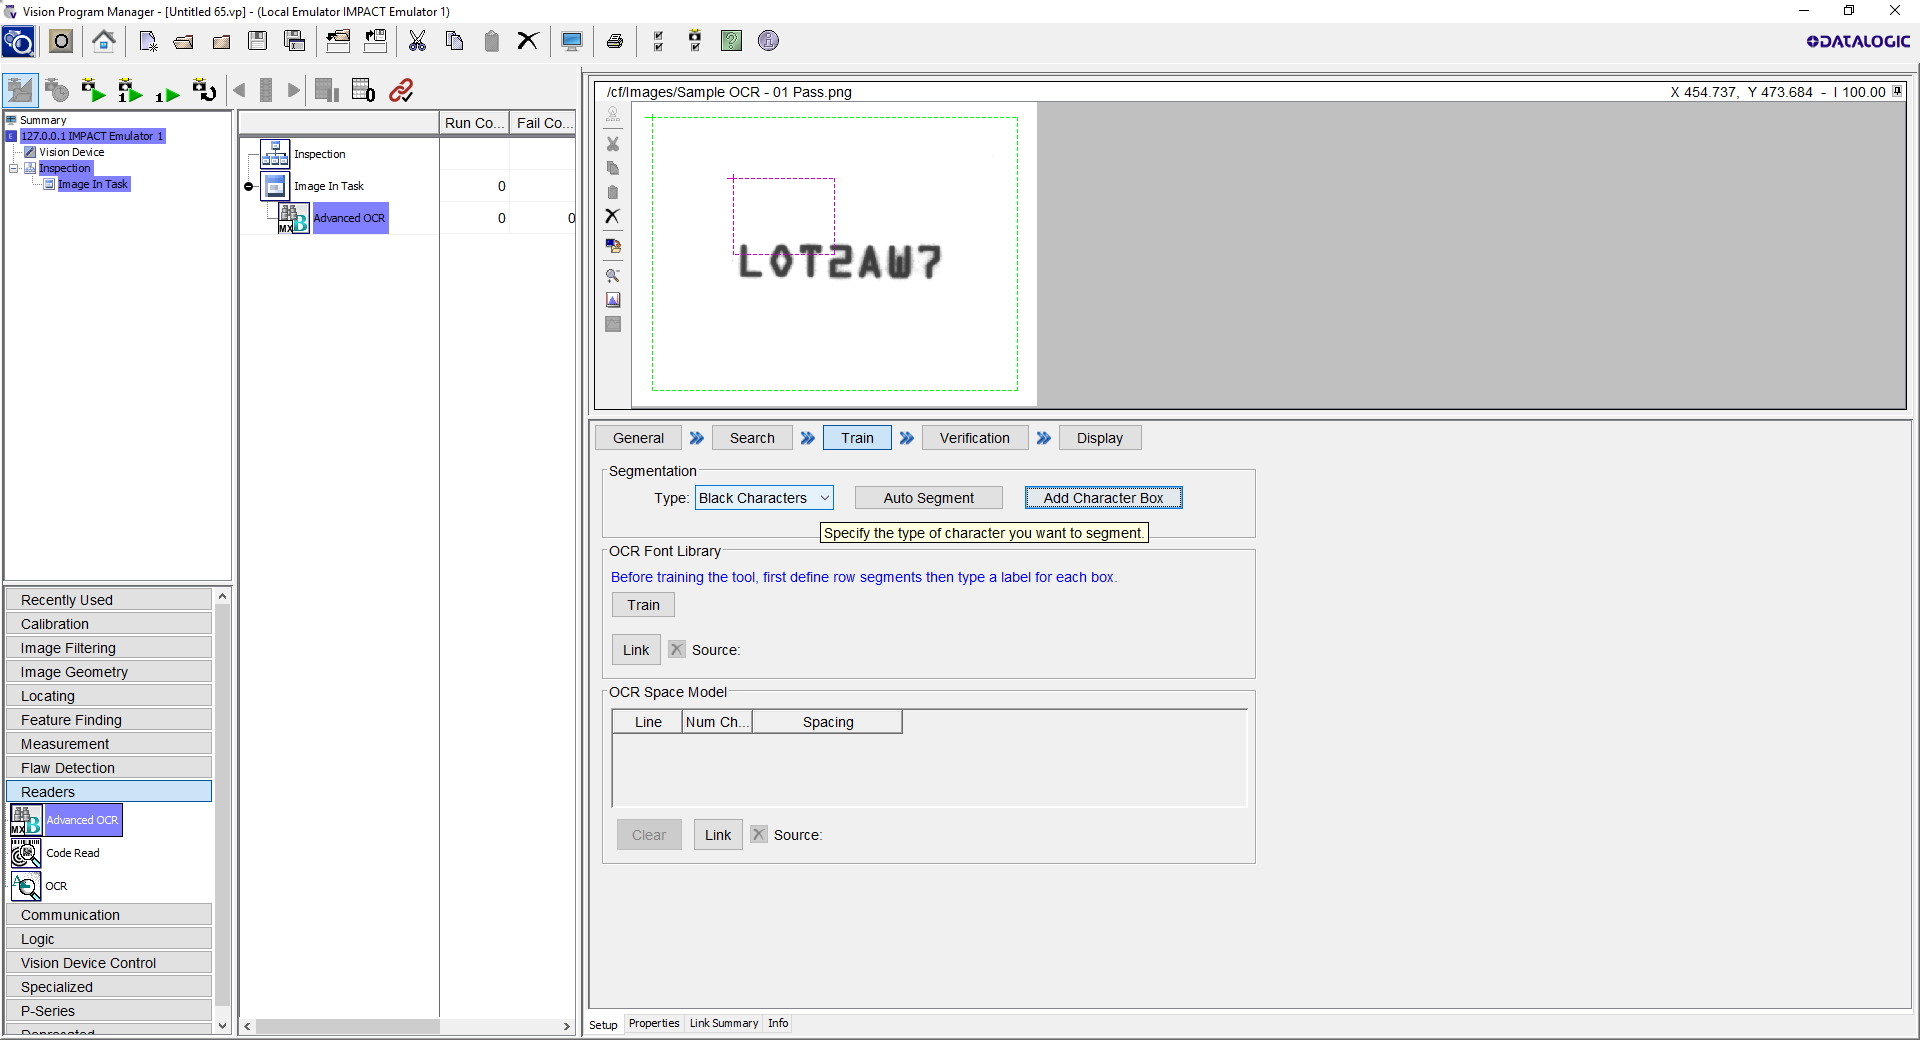 Vision Program Manager - [Untitled 65.vp] - (Local Emulator IMPACT Emulator 1)
DATALOGIC
Summary
127.0.0.1 IMPACT Emulator 1
Vision Device
Inspection
Image In Task
Run Co... Fail Co...
Inspection
Image In Task 0
Advanced OCR 0 0
MX B
/cf/Images/Sample OCR - 01 Pass.png X 454.737, Y 473.684 - I 100.00
LOT2AW7
General Search Train Verification Display
Segmentation
Type: Black Characters Auto Segment Add Character Box
Specify the type of character you want to segment.
OCR Font Library
Before training the tool, first define row segments then type a label for each box.
Train
Link Source:
OCR Space Model
Line Num Ch... Spacing
Clear Link Source:
Recently Used
Calibration
Image Filtering
Image Geometry
Locating
Feature Finding
Measurement
Flaw Detection
Readers
MX B Advanced OCR
Code Read
OCR
Communication
Logic
Vision Device Control
Specialized
P-Series
Deprecated
Setup Properties Link Summary Info